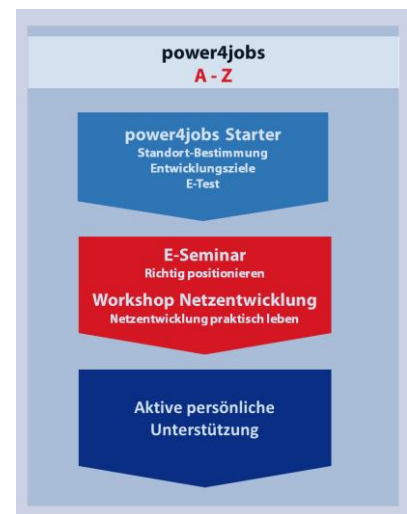 power4jobs
A - Z
power4jobs Starter
Standort-Bestimmung
Entwicklungsziele
E-Test
E-Seminar
Richtig positionieren
Workshop Netzentwicklung
Netzentwicklung praktisch leben
Aktive persönliche
Unterstützung